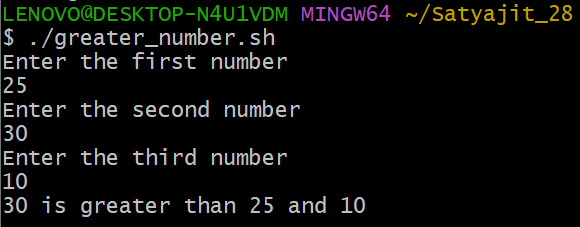 LENOVO@DESKTOP-N4U1VDM MINGW64 ~/Satyajit_28
$ ./greater_number.sh
Enter the first number
25
Enter the second number
30
Enter the third number
10
30 is greater than 25 and 10